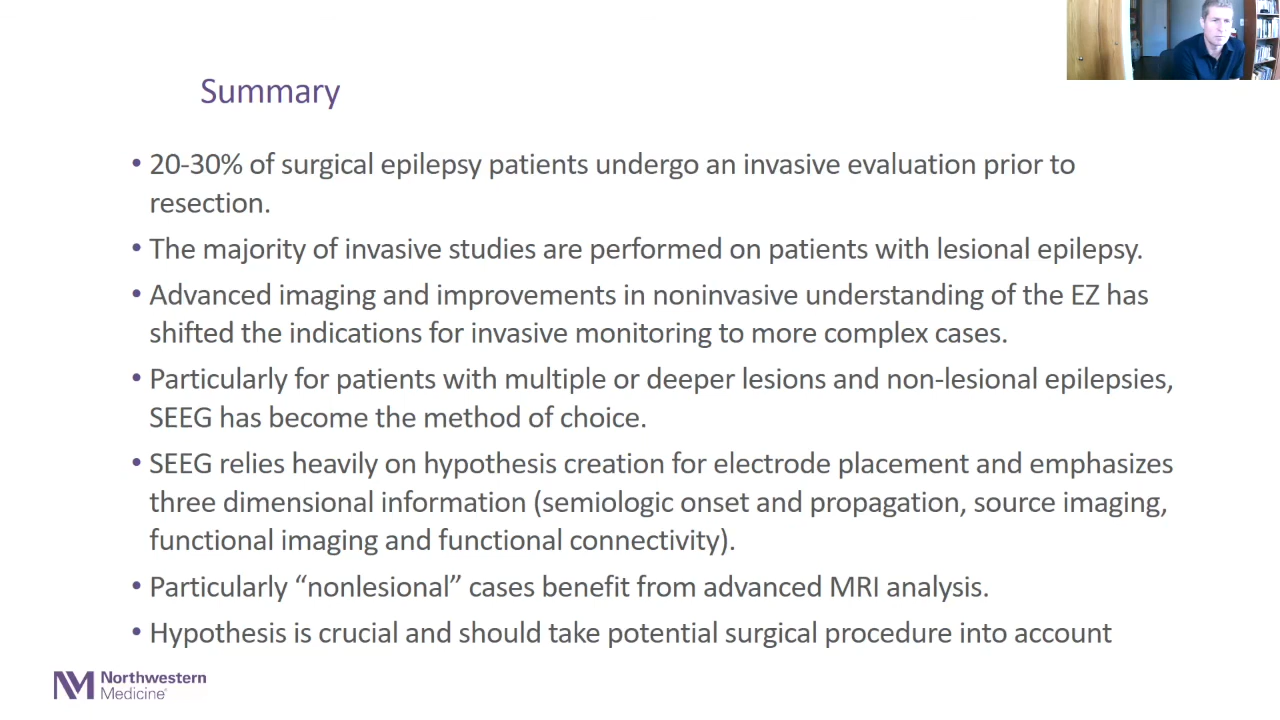 Summary
• 20-30% of surgical epilepsy patients undergo an invasive evaluation prior to
resection.
• The majority of invasive studies are performed on patients with lesional epilepsy.
• Advanced imaging and improvements in noninvasive understanding of the EZ has
shifted the indications for invasive monitoring to more complex cases.
• Particularly for patients with multiple or deeper lesions and non-lesional epilepsies,
SEEG has become the method of choice.
• SEEG relies heavily on hypothesis creation for electrode placement and emphasizes
three dimensional information (semiologic onset and propagation, source imaging,
functional imaging and functional connectivity).
• Particularly “nonlesional” cases benefit from advanced MRI analysis.
• Hypothesis is crucial and should take potential surgical procedure into account
Northwestern
Medicine